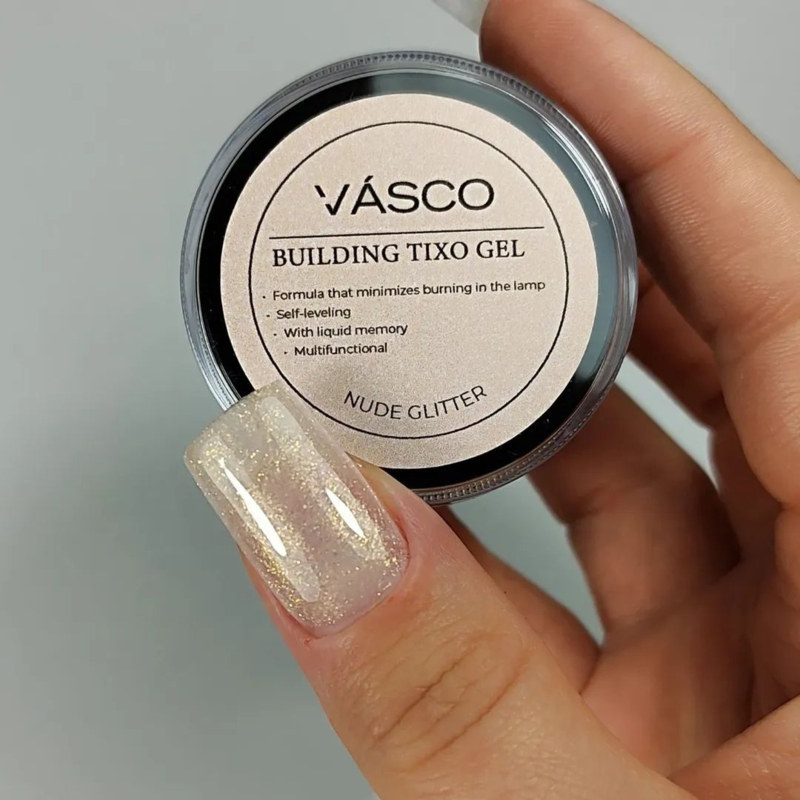 VÁSCO
BUILDING TIXO GEL
· Formula that minimizes burning in the lamp
· Self-leveling
· With liquid memory
· Multifunctional
NUDE GLITTER